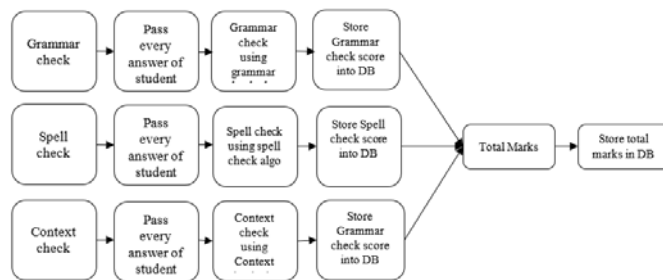 Grammar
check
Pass
every
answer of
student
Grammar
check
using
grammar
Store
Grammar
check score
into DB
Spell
check
Pass
every
answer of
student
Spell check
using spell
check algo
Store Spell
check score
into DB
Total Marks
Store total
marks in DB
Context
check
Pass
every
answer of
student
Context
check
using
Context
Store
Grammar
check score
into DB